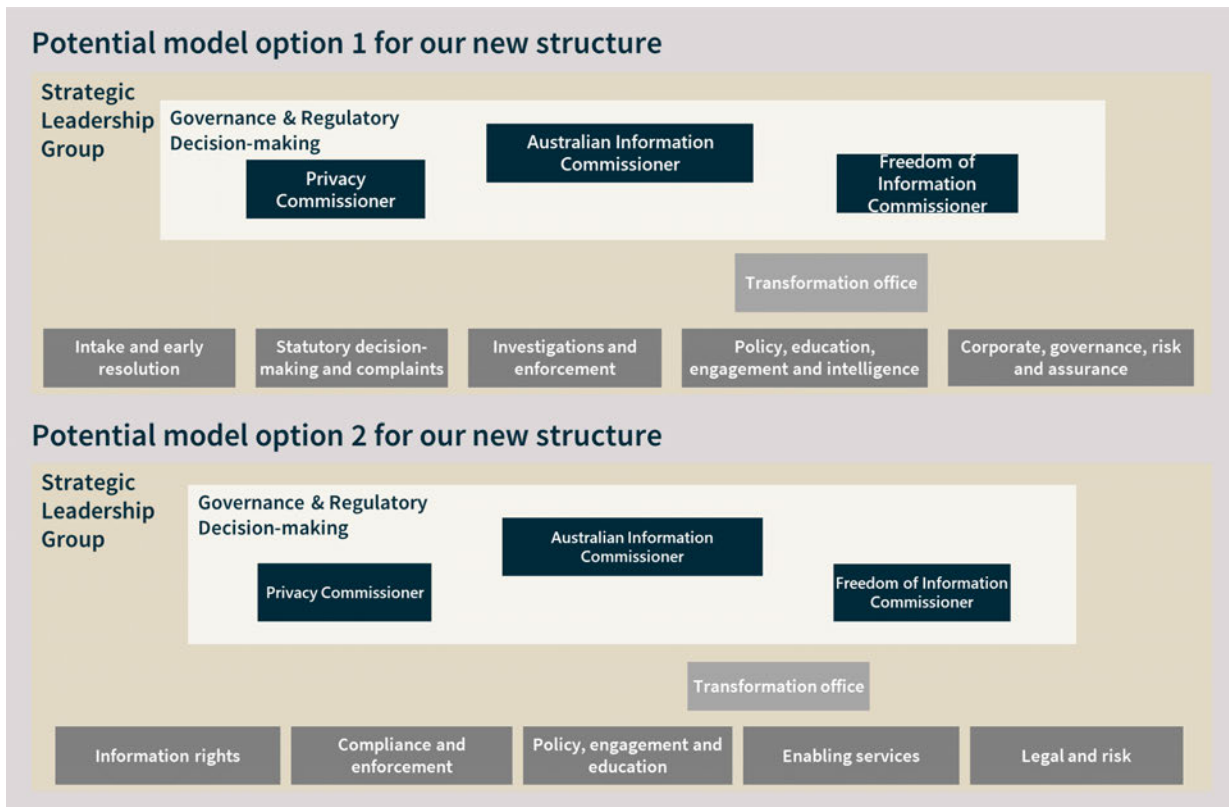 Potential model option 1 for our new structure
Strategic
Leadership
Group
Governance & Regulatory
Decision-making
Australian Information
Commissioner
Privacy
Commissioner
Freedom of
Information
Commissioner
Transformation office
Intake and early
resolution
Statutory decision-
making and complaints
Investigations and
enforcement
Policy, education,
engagement and intelligence
Corporate, governance, risk
and assurance
Potential model option 2 for our new structure
Strategic
Leadership
Group
Governance & Regulatory
Decision-making
Australian Information
Commissioner
Privacy Commissioner
Freedom of Information
Commissioner
Transformation office
Information rights
Compliance and
enforcement
Policy, engagement and
education
Enabling services
Legal and risk